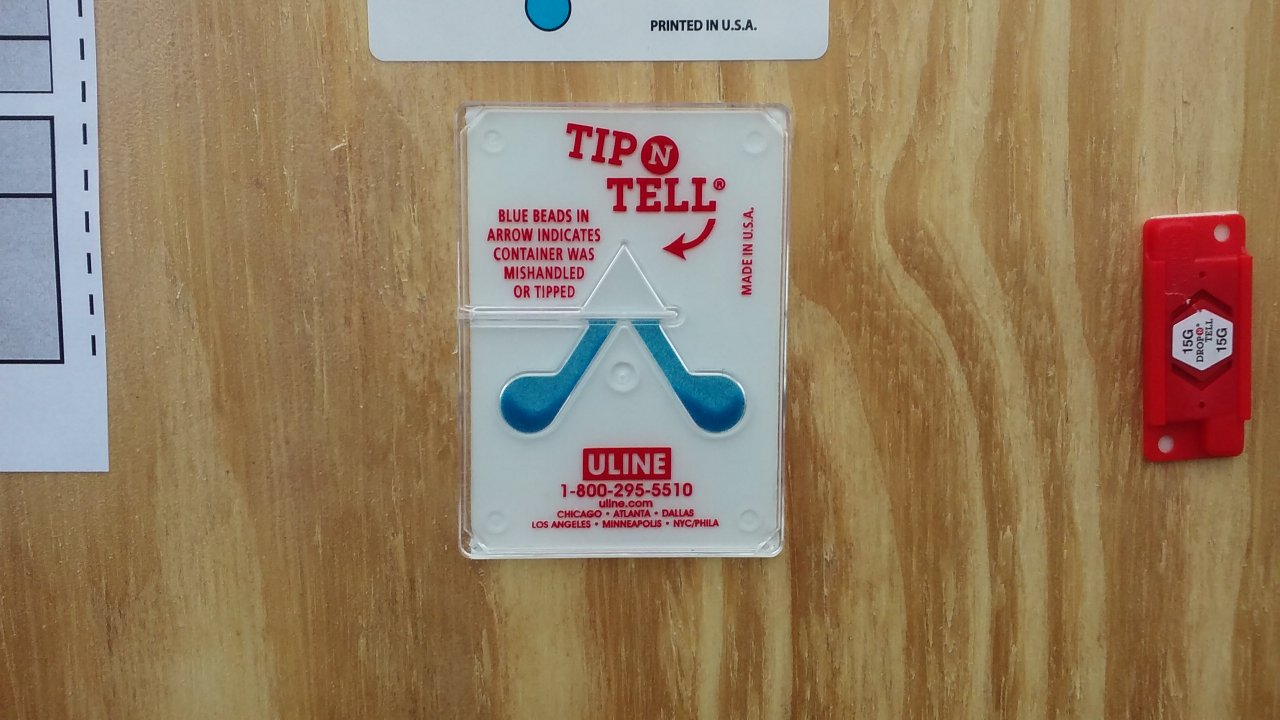 PRINTED IN U.S.A.
TIP N
TELL®
BLUE BEADS IN
ARROW INDICATES
CONTAINER WAS
MISHANDLED
OR TIPPED
MADE IN U.S.A.
ULINE
1-800-295-5510
uline.com
CHICAGO • ATLANTA • DALLAS
LOS ANGELES • MINNEAPOLIS • NYC/PHILA
15G
DROP N®
TELL
15G